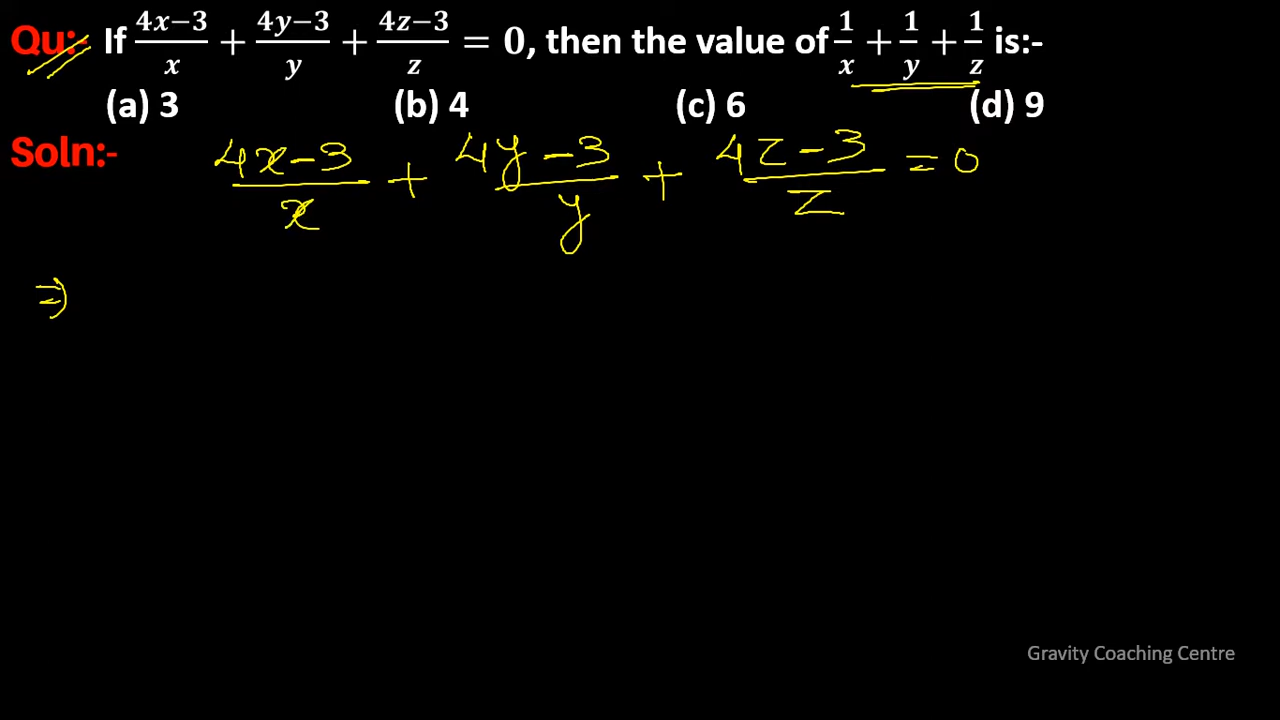 Qu:- If (4x−3)/x + (4y−3)/y + (4z−3)/z = 0, then the value of 1/x + 1/y + 1/z is:-
(a) 3 (b) 4 (c) 6 (d) 9
Soln:- (4x−3)/x + (4y−3)/y + (4z−3)/z = 0
⇒
Gravity Coaching Centre